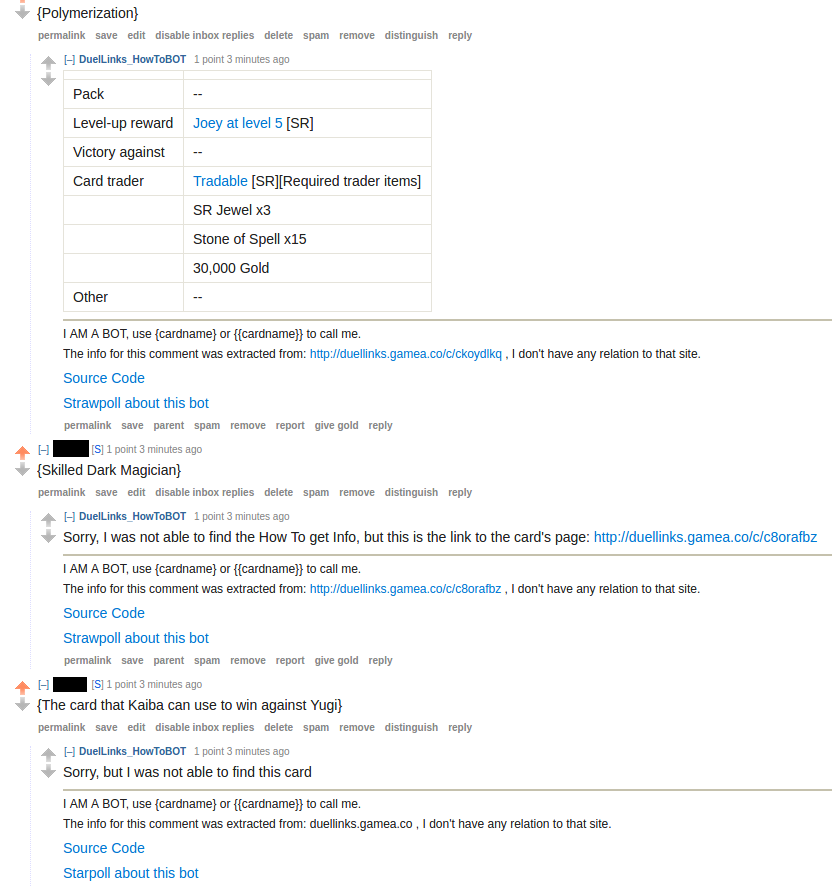 {Polymerization}
permalink save edit disable inbox replies delete spam remove distinguish reply
[–] DuelLinks_HowToBOT 1 point 3 minutes ago
Pack --
Level-up reward Joey at level 5 [SR]
Victory against --
Card trader Tradable [SR][Required trader items]
SR Jewel x3
Stone of Spell x15
30,000 Gold
Other --
I AM A BOT, use {cardname} or {{cardname}} to call me.
The info for this comment was extracted from: http://duellinks.gamea.co/c/ckoydlkq , I don't have any relation to that site.
Source Code
Strawpoll about this bot
permalink save parent spam remove report give gold reply
[–] [S] 1 point 3 minutes ago
{Skilled Dark Magician}
permalink save edit disable inbox replies delete spam remove distinguish reply
[–] DuelLinks_HowToBOT 1 point 3 minutes ago
Sorry, I was not able to find the How To get Info, but this is the link to the card's page: http://duellinks.gamea.co/c/c8orafbz
I AM A BOT, use {cardname} or {{cardname}} to call me.
The info for this comment was extracted from: http://duellinks.gamea.co/c/c8orafbz , I don't have any relation to that site.
Source Code
Strawpoll about this bot
permalink save parent spam remove report give gold reply
[–] [S] 1 point 3 minutes ago
{The card that Kaiba can use to win against Yugi}
permalink save edit disable inbox replies delete spam remove distinguish reply
[–] DuelLinks_HowToBOT 1 point 3 minutes ago
Sorry, but I was not able to find this card
I AM A BOT, use {cardname} or {{cardname}} to call me.
The info for this comment was extracted from: duellinks.gamea.co , I don't have any relation to that site.
Source Code
Starpoll about this bot